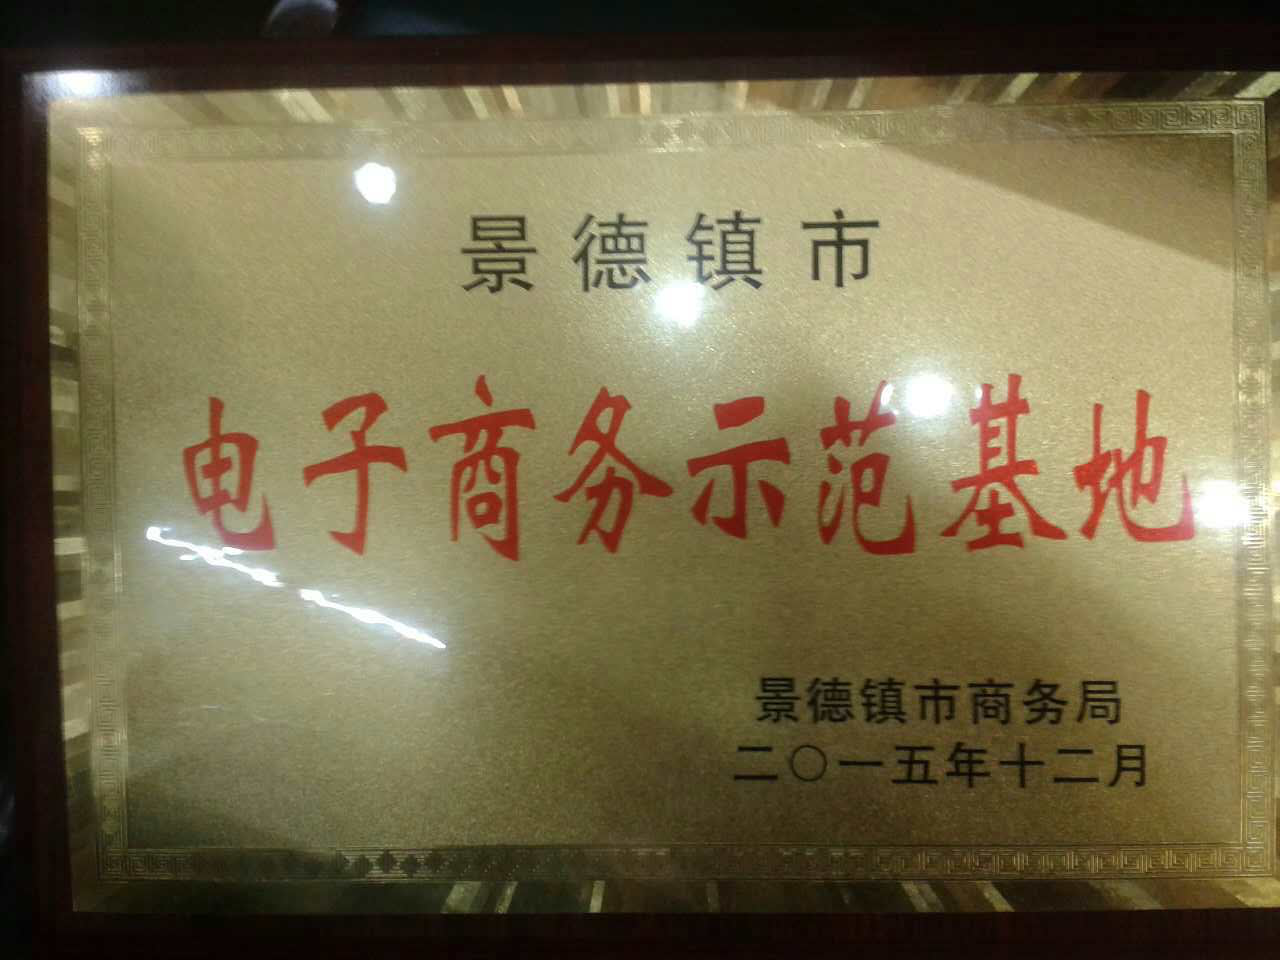 景德镇市
电子商务示范基地
景德镇市商务局
二〇一五年十二月